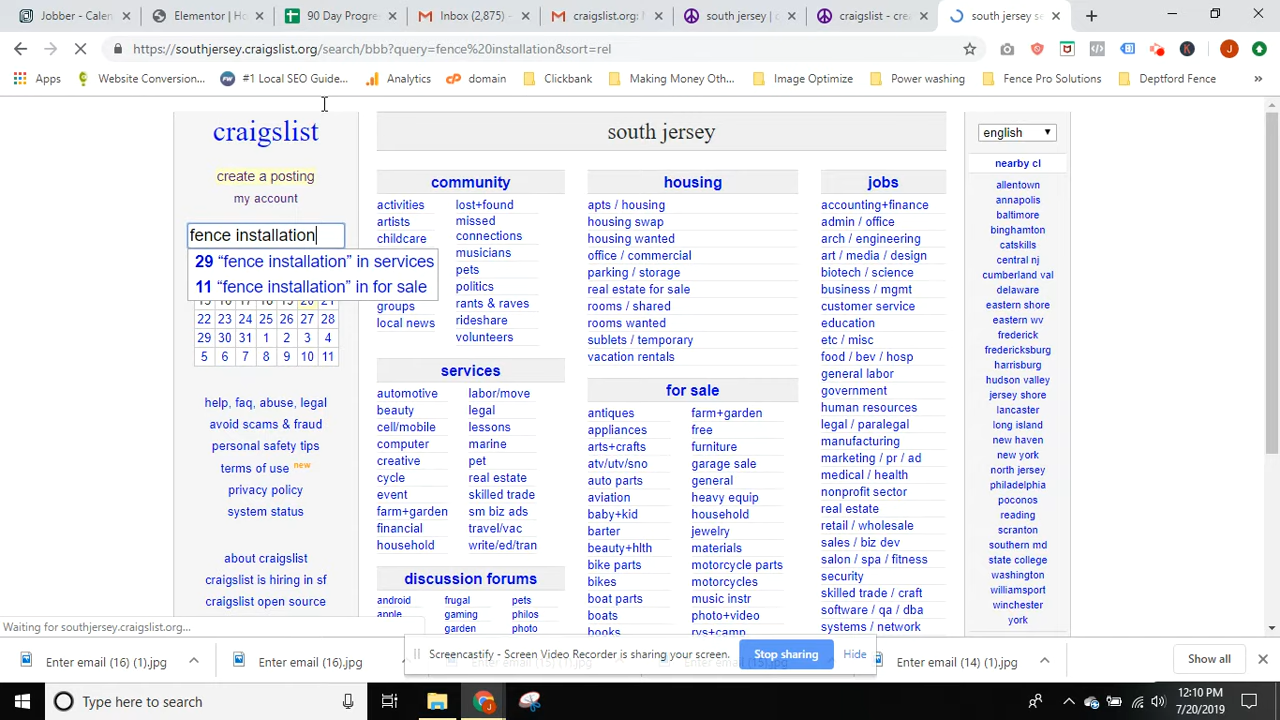 Jobber - Calen
Elementor | Ho
90 Day Progre
Inbox (2,875) -
craigslist.org: M
south jersey | c
craigslist - crea
south jersey se
https://southjersey.craigslist.org/search/bbb?query=fence%20installation&sort=rel
Apps
Website Conversion...
#1 Local SEO Guide...
Analytics
domain
Clickbank
Making Money Oth...
Image Optimize
Power washing
Fence Pro Solutions
Deptford Fence
craigslist
create a posting
my account
fence installation
29 “fence installation” in services
11 “fence installation” in for sale
22 23 24 25 26 27 28
29 30 31 1 2 3 4
5 6 7 8 9 10 11
help, faq, abuse, legal
avoid scams & fraud
personal safety tips
terms of use new
privacy policy
system status
about craigslist
craigslist is hiring in sf
craigslist open source
south jersey
community
activities
artists
childcare
groups
local news
lost+found
missed
connections
musicians
pets
politics
rants & raves
rideshare
volunteers
services
automotive
beauty
cell/mobile
computer
creative
cycle
event
farm+garden
financial
household
labor/move
legal
lessons
marine
pet
real estate
skilled trade
sm biz ads
travel/vac
write/ed/tran
discussion forums
android
apple
frugal
gaming
garden
pets
philos
photo
housing
apts / housing
housing swap
housing wanted
office / commercial
parking / storage
real estate for sale
rooms / shared
rooms wanted
sublets / temporary
vacation rentals
for sale
antiques
appliances
arts+crafts
atv/utv/sno
auto parts
aviation
baby+kid
barter
beauty+hlth
bike parts
bikes
boat parts
boats
books
farm+garden
free
furniture
garage sale
general
heavy equip
household
jewelry
materials
motorcycle parts
motorcycles
music instr
photo+video
rvs+camp
jobs
accounting+finance
admin / office
arch / engineering
art / media / design
biotech / science
business / mgmt
customer service
education
etc / misc
food / bev / hosp
general labor
government
human resources
legal / paralegal
manufacturing
marketing / pr / ad
medical / health
nonprofit sector
real estate
retail / wholesale
sales / biz dev
salon / spa / fitness
security
skilled trade / craft
software / qa / dba
systems / network
english
nearby cl
allentown
annapolis
baltimore
binghamton
catskills
central nj
cumberland val
delaware
eastern shore
eastern wv
frederick
fredericksburg
harrisburg
hudson valley
jersey shore
lancaster
long island
new haven
new york
north jersey
philadelphia
poconos
reading
scranton
southern md
state college
washington
williamsport
winchester
york
Waiting for southjersey.craigslist.org...
Screencastify - Screen Video Recorder is sharing your screen.
Stop sharing
Hide
Enter email (16) (1).jpg
Enter email (16).jpg
Enter email (14) (1).jpg
Show all
Type here to search
12:10 PM
7/20/2019